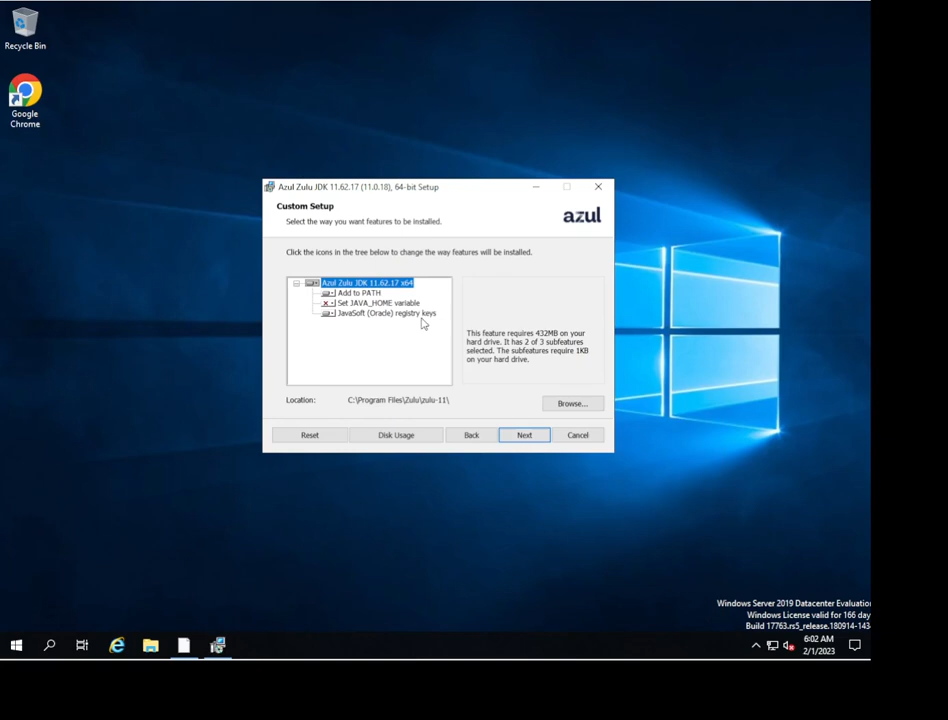 Recycle Bin
Google
Chrome
Azul Zulu JDK 11.62.17 (11.0.18), 64-bit Setup
Custom Setup
Select the way you want features to be installed.
azul
Click the icons in the tree below to change the way features will be installed.
Azul Zulu JDK 11.62.17 x64
Add to PATH
Set JAVA_HOME variable
JavaSoft (Oracle) registry keys
This feature requires 432MB on your
hard drive. It has 2 of 3 subfeatures
selected. The subfeatures require 1KB
on your hard drive.
Location: C:\Program Files\Zulu\zulu-11\
Browse...
Reset Disk Usage Back Next Cancel
Windows Server 2019 Datacenter Evaluation
Windows License valid for 166 day
Build 17763.rs5_release.180914-143
6:02 AM
2/1/2023